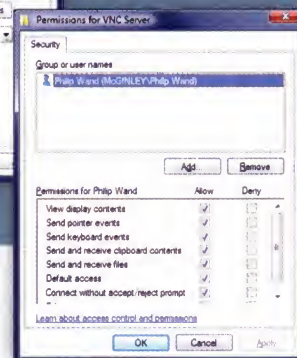 Permissions for VNC Server
Security
Group or user names
Philip Wand (McGINLEY\Philip Wand)
Add...
Remove
Permissions for Philip Wand
Allow
Deny
View display contents
Send pointer events
Send keyboard events
Send and receive clipboard contents
Send and receive files
Default access
Connect without accept/reject prompt
Learn about access control and permissions
OK
Cancel
Apply